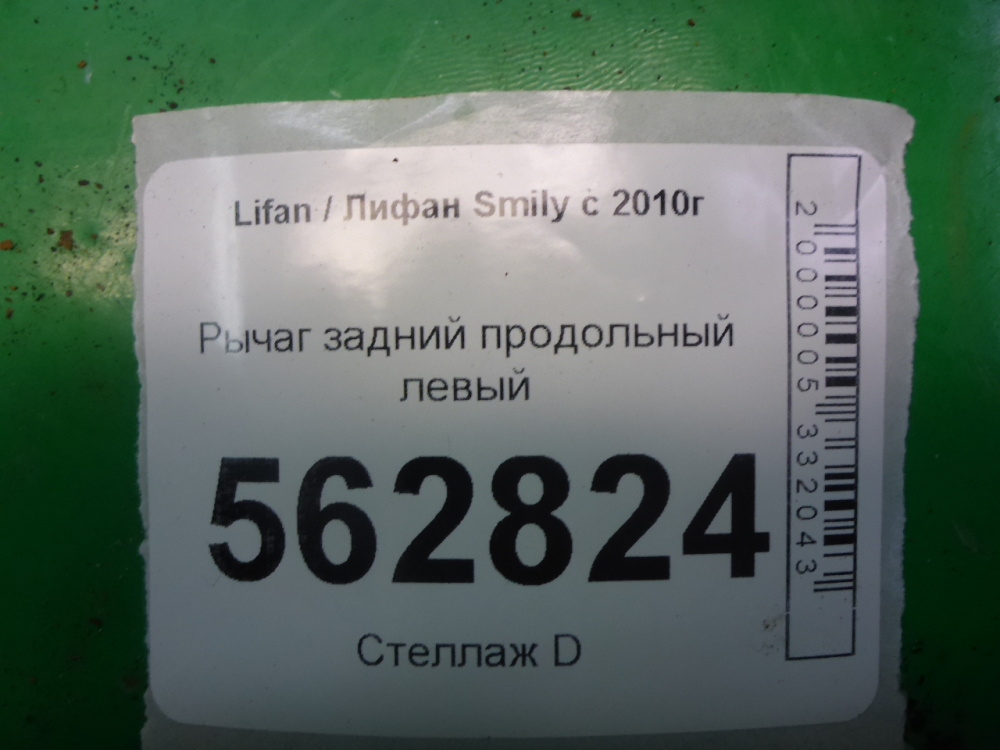 Lifan / Лифан Smily с 2010г
Рычаг задний продольный
левый
562824
Стеллаж D
2000005332043